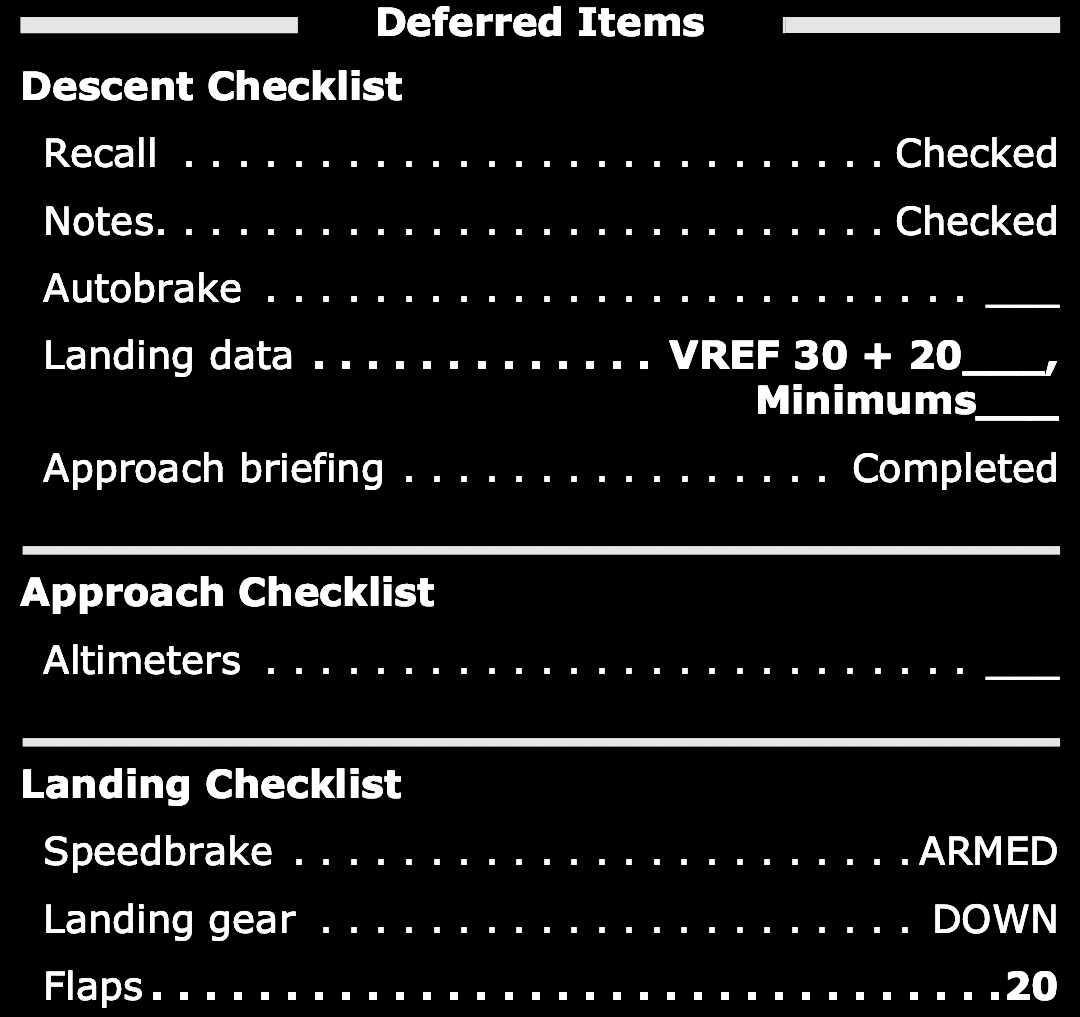 Deferred Items
Descent Checklist
Recall . . . . . . . . . . . . . . . . . . . . . . . . . . Checked
Notes. . . . . . . . . . . . . . . . . . . . . . . . . . . Checked
Autobrake . . . . . . . . . . . . . . . . . . . . . . . . . . ___
Landing data . . . . . . . . . . . . . VREF 30 + 20___,
Minimums___
Approach briefing . . . . . . . . . . . . . . . . Completed
Approach Checklist
Altimeters . . . . . . . . . . . . . . . . . . . . . . . . . . ___
Landing Checklist
Speedbrake . . . . . . . . . . . . . . . . . . . . . . . ARMED
Landing gear . . . . . . . . . . . . . . . . . . . . . . DOWN
Flaps. . . . . . . . . . . . . . . . . . . . . . . . . . . . . . . 20